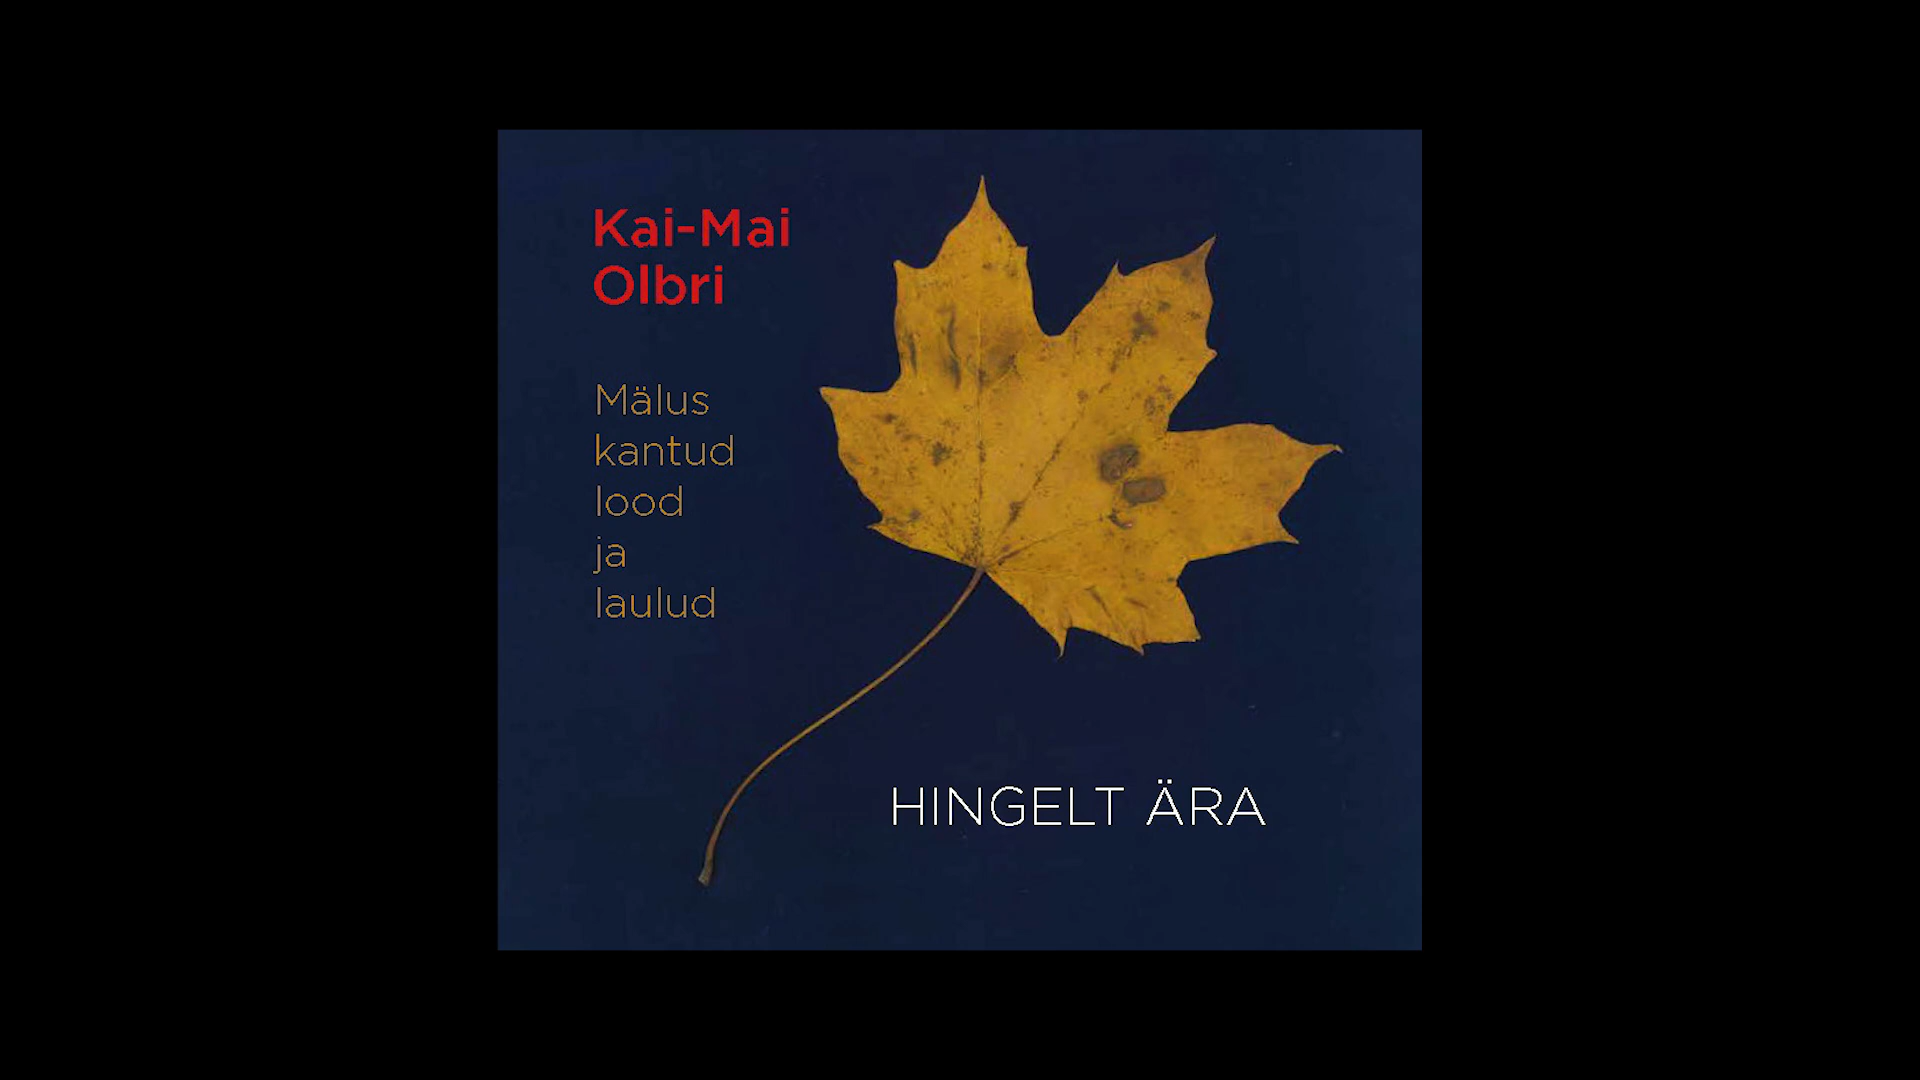 Kai-Mai
Olbri
Mälus
kantud
lood
ja
laulud
HINGELT ÄRA